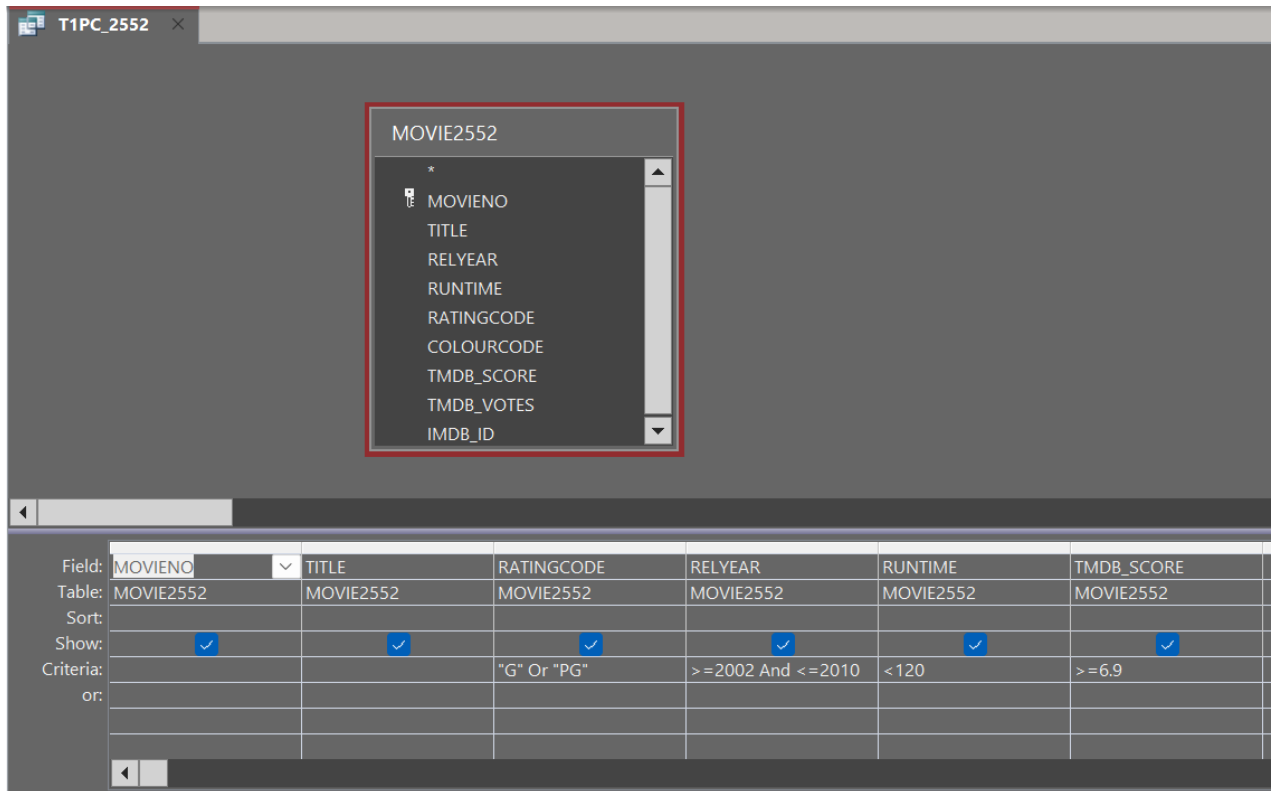 T1PC_2552
MOVIE2552
*
MOVIENO
TITLE
RELYEAR
RUNTIME
RATINGCODE
COLOURCODE
TMDB_SCORE
TMDB_VOTES
IMDB_ID
Field: MOVIENO TITLE RATINGCODE RELYEAR RUNTIME TMDB_SCORE
Table: MOVIE2552 MOVIE2552 MOVIE2552 MOVIE2552 MOVIE2552 MOVIE2552
Sort:
Show:
Criteria: "G" Or "PG" >=2002 And <=2010 <120 >=6.9
or: